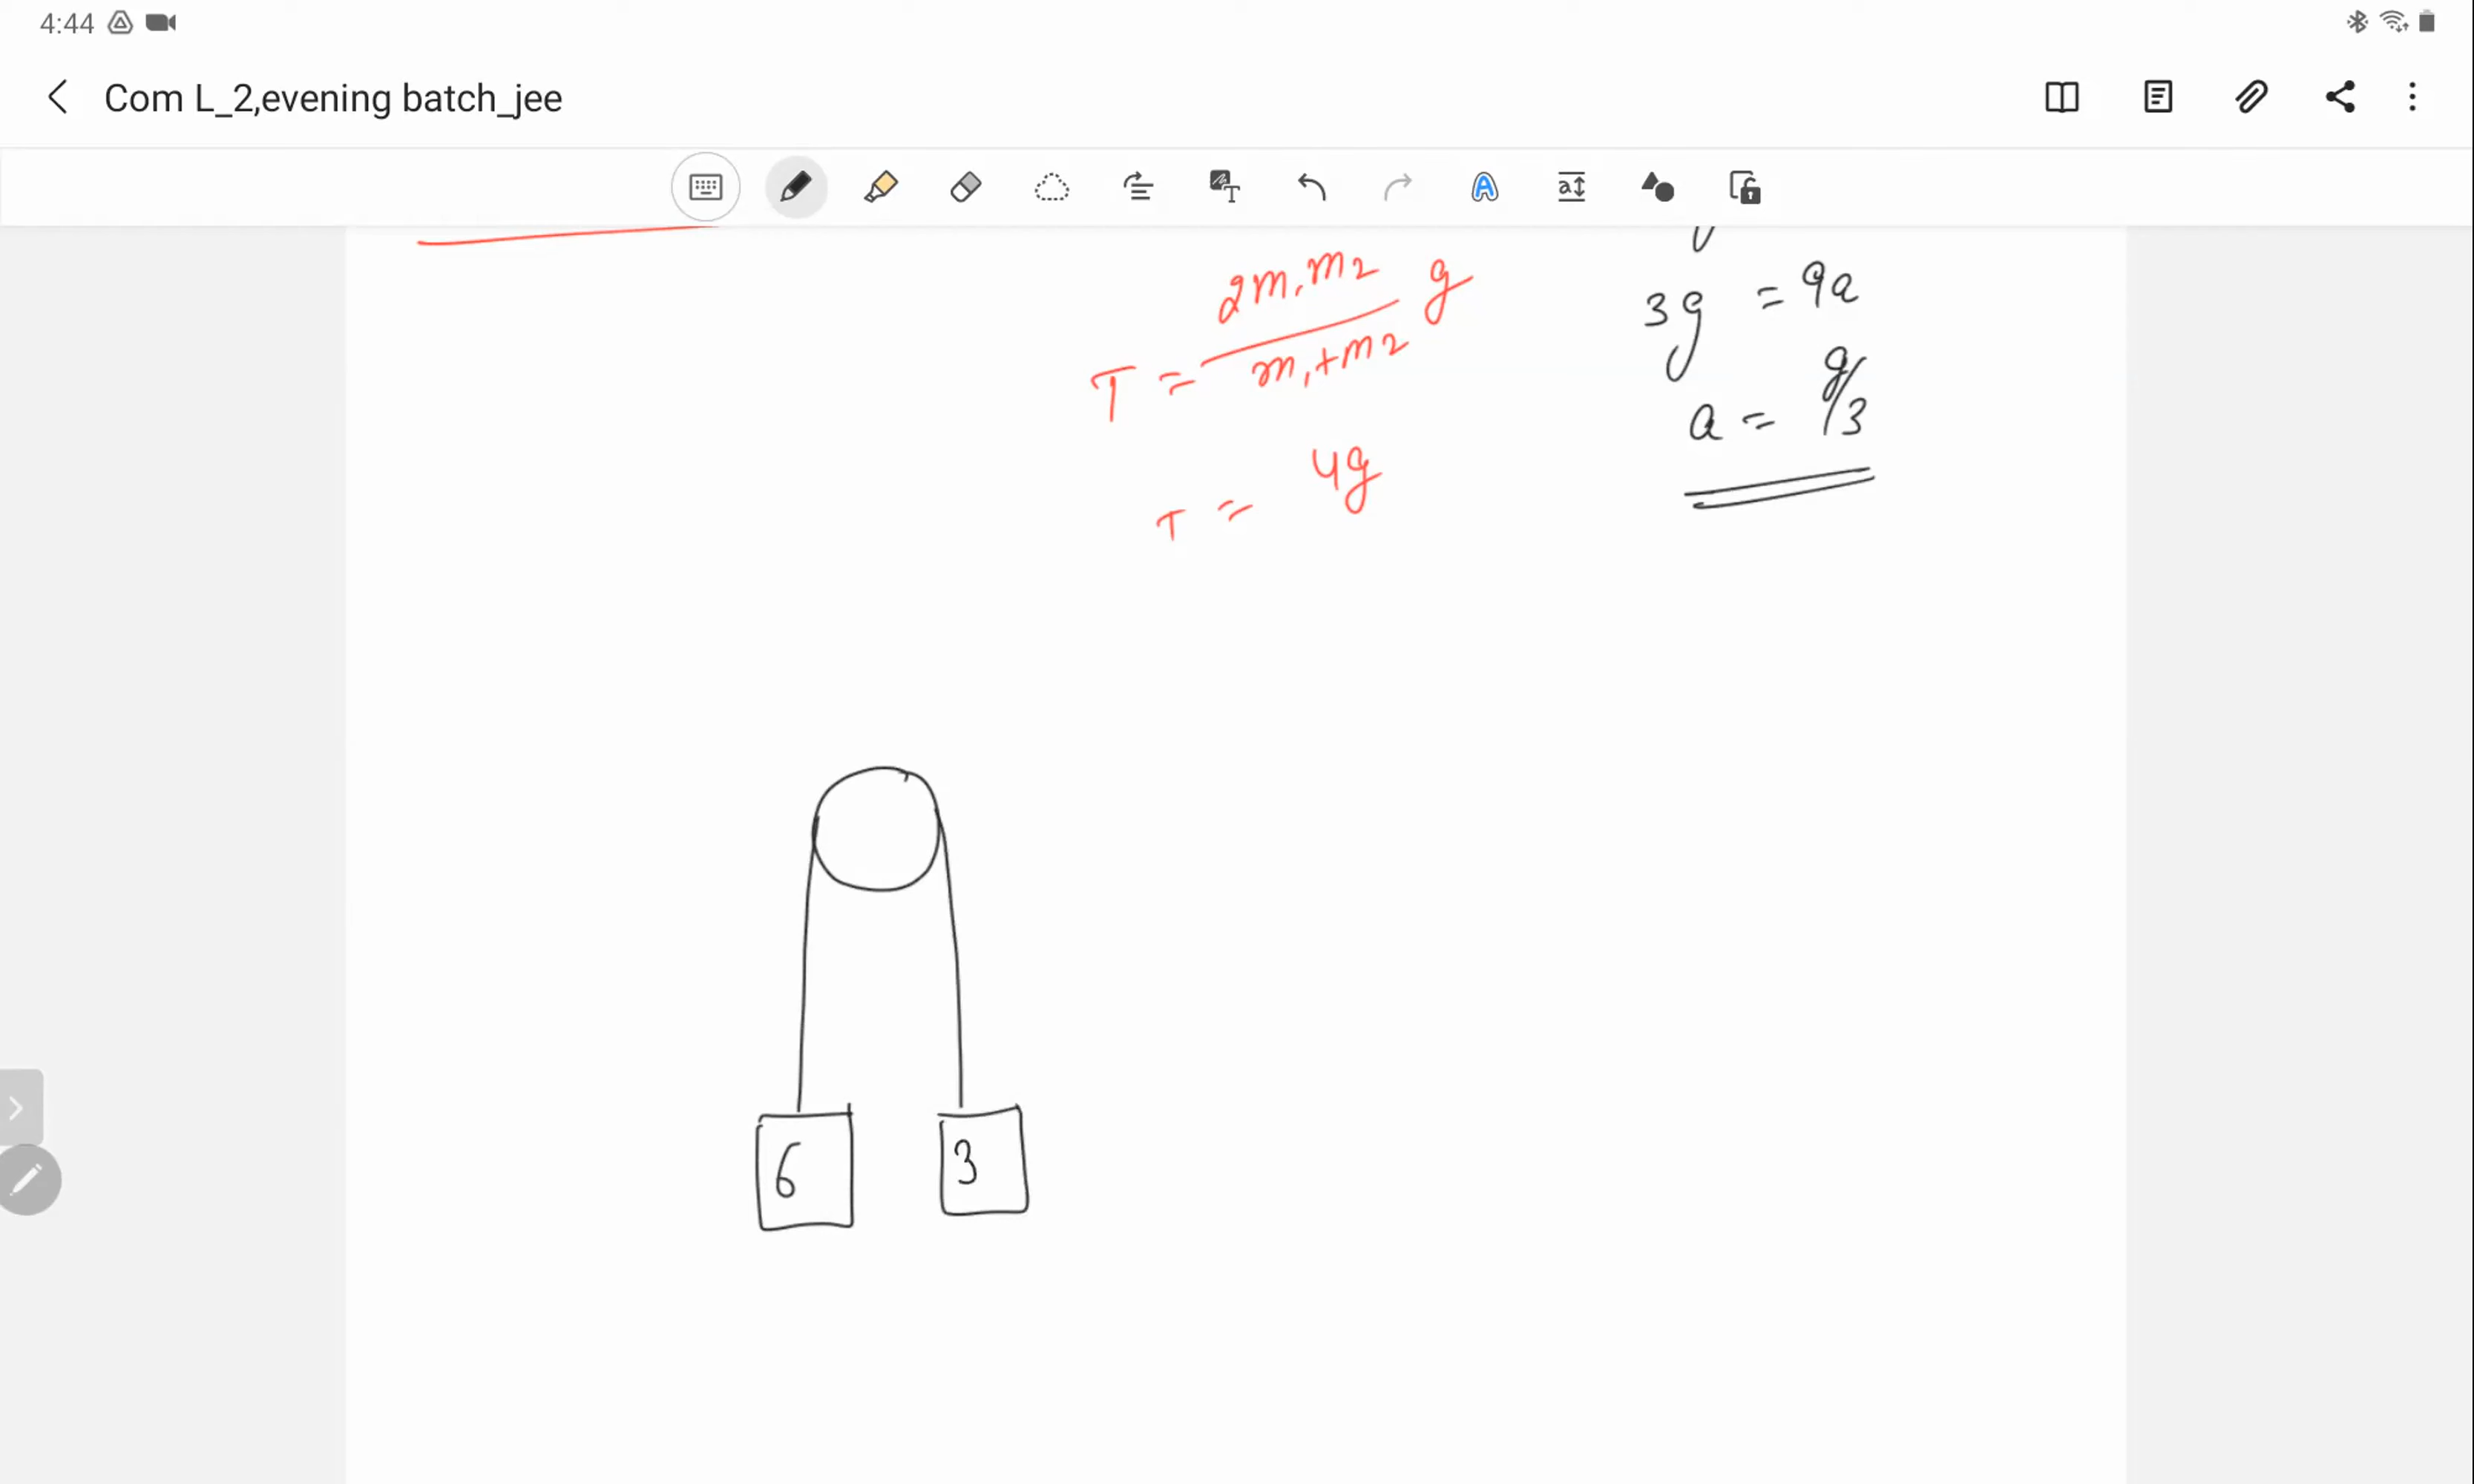 4:44
Com L_2,evening batch_jee
T = 2m₁m₂ / m₁+m₂ g
T = 4g
3g = 9a
a = g/3
6
3